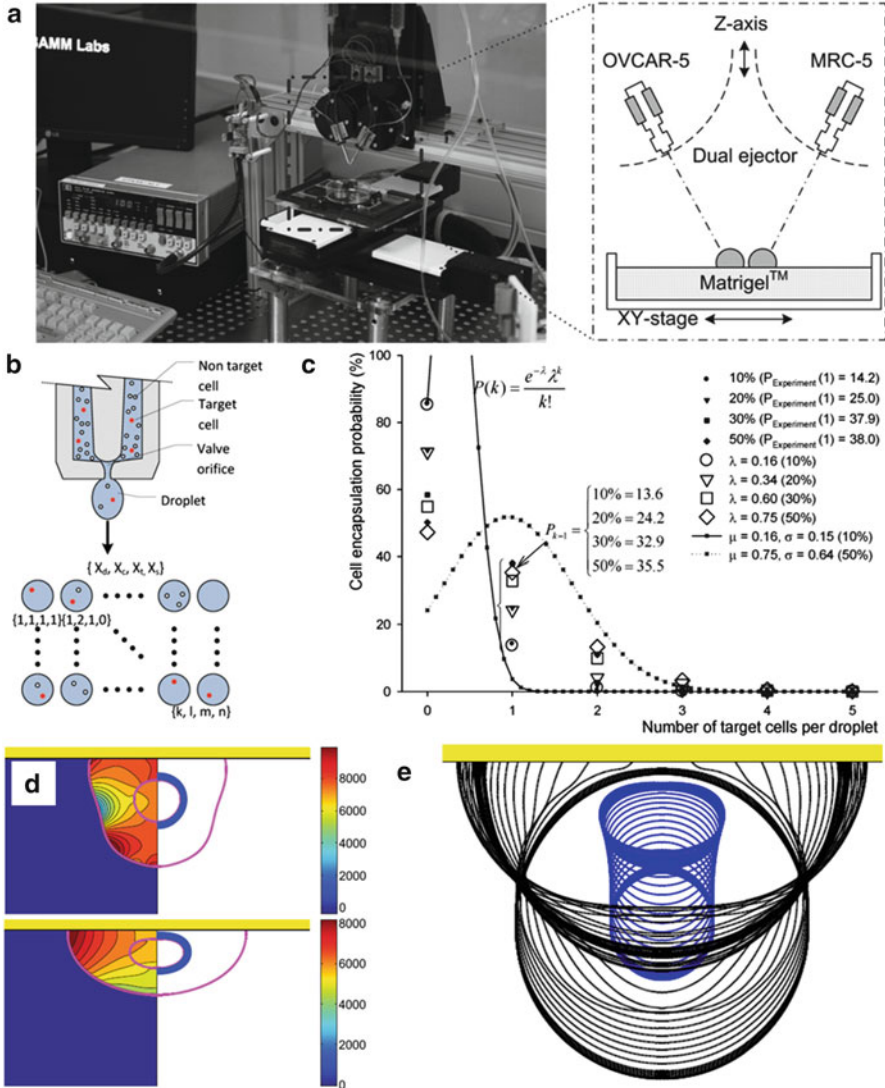 a
SAMM Labs
OVCAR-5
Z-axis
MRC-5
Dual ejector
Matrigel™
XY-stage
b
Non target
cell
Target
cell
Valve
orifice
Droplet
{ X_d, X_c, X_t, X_s }
{1,1,1,1}{1,2,1,0}
{k, l, m, n}
c
Cell encapsulation probability (%)
100
80
60
40
20
0
P(k) = e^{-λ} λ^k / k!
P_{k=1} = { 10% = 13.6
20% = 24.2
30% = 32.9
50% = 35.5
10% (P_Experiment (1) = 14.2)
20% (P_Experiment (1) = 25.0)
30% (P_Experiment (1) = 37.9)
50% (P_Experiment (1) = 38.0)
λ = 0.16 (10%)
λ = 0.34 (20%)
λ = 0.60 (30%)
λ = 0.75 (50%)
μ = 0.16, σ = 0.15 (10%)
μ = 0.75, σ = 0.64 (50%)
0 1 2 3 4 5
Number of target cells per droplet
d
8000
6000
4000
2000
0
8000
6000
4000
2000
0
e